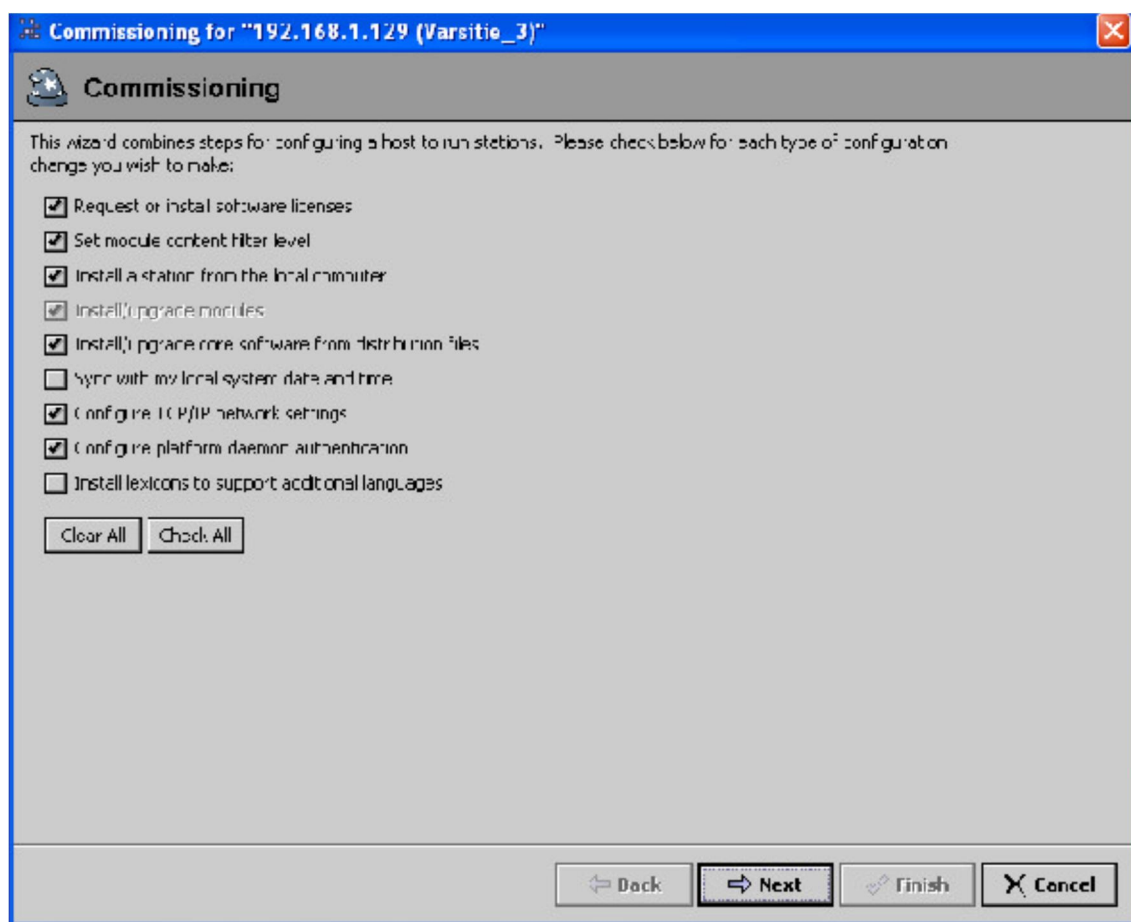 Commissioning for "192.168.1.129 (Varsitie_3)"
Commissioning
This wizard combines steps for configuring a host to run stations. Please check below for each type of configuration
change you wish to make:
Request or install software licenses
Set module content filter level
Install a station from the local computer
Install/upgrade modules
Install/upgrade core software from distribution files
Sync with my local system date and time
Configure TCP/IP network settings
Configure platform daemon authentication
Install lexicons to support additional languages
Clear All Check All
Back Next Finish Cancel